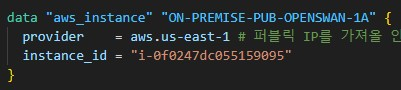 data "aws_instance" "ON-PREMISE-PUB-OPENSWAN-1A" {
  provider    = aws.us-east-1 # 퍼블릭 IP를 가져올 인
  instance_id = "i-0f0247dc055159095"
}